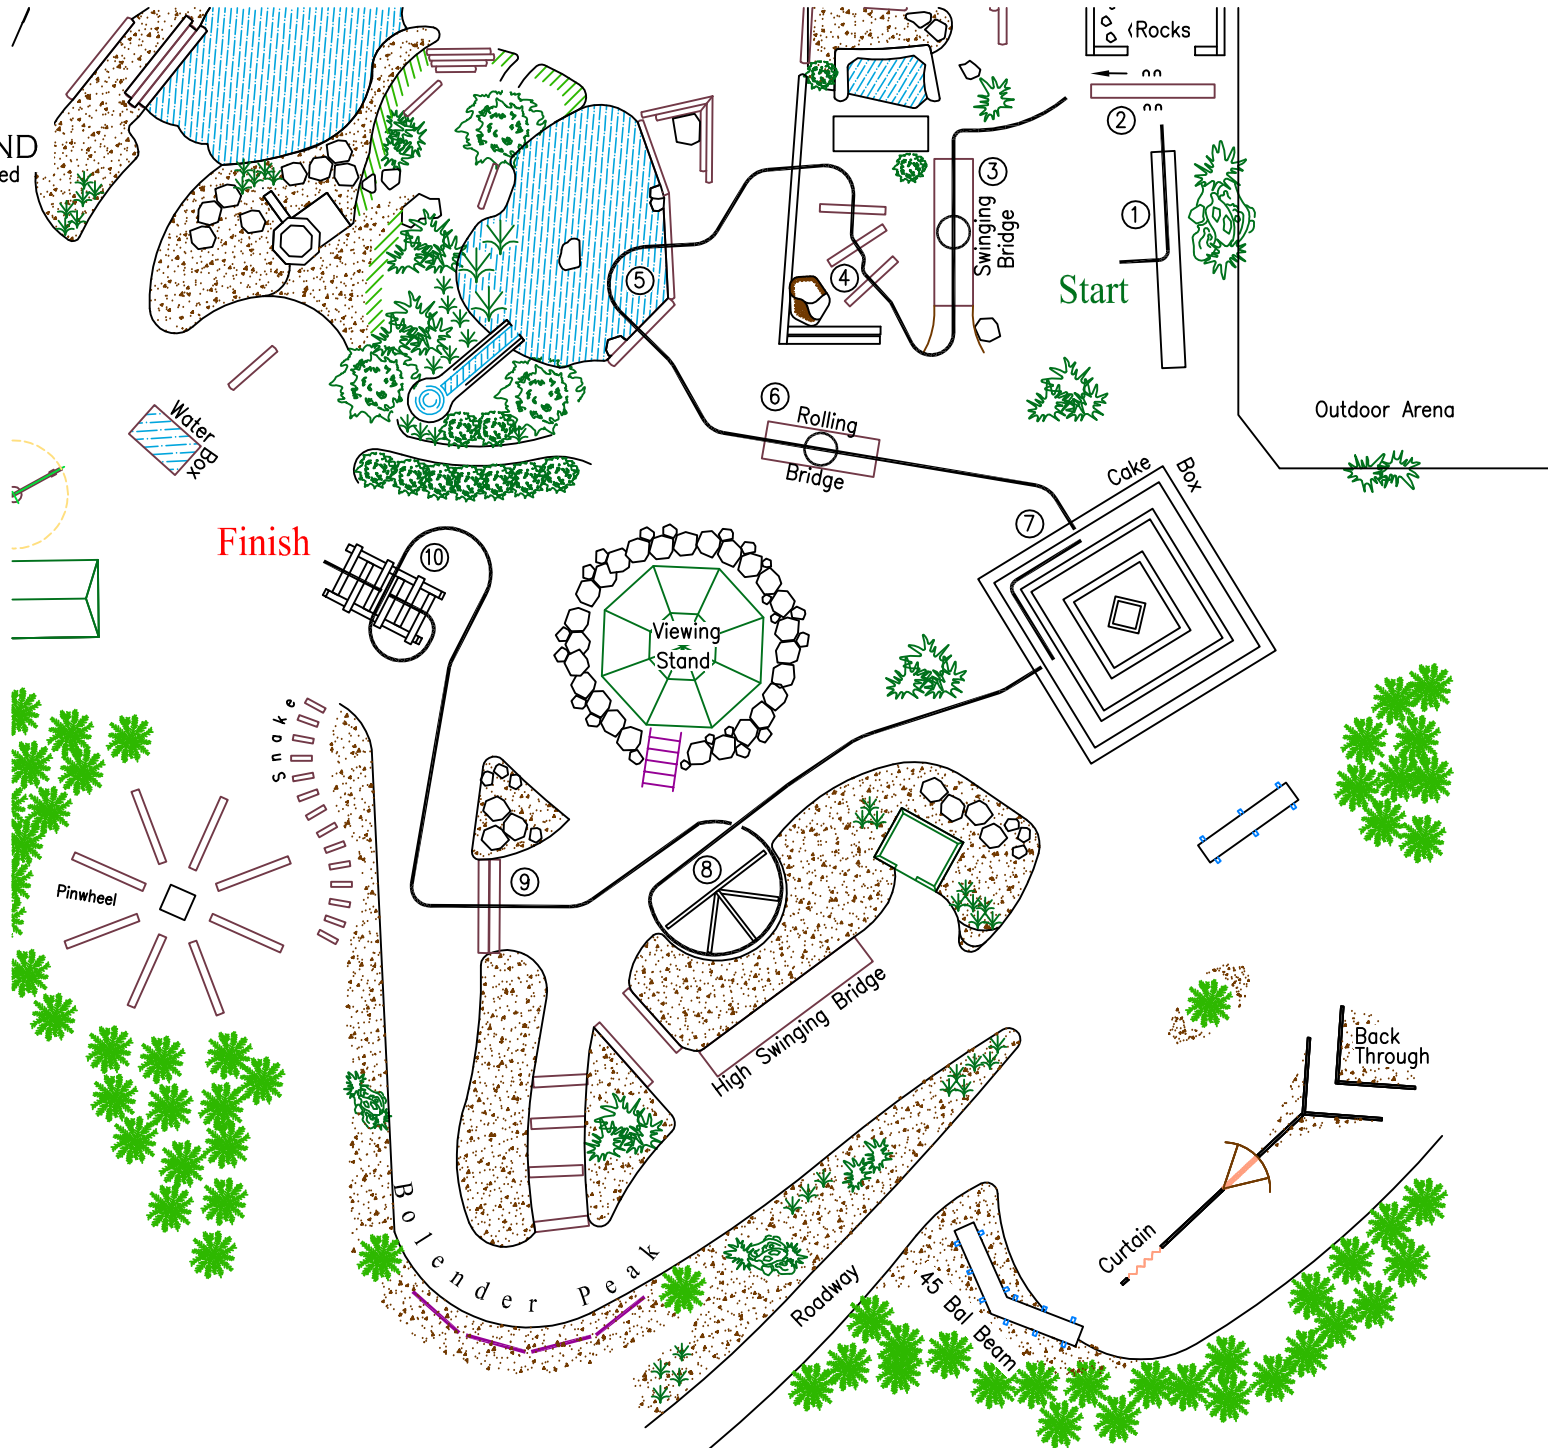 Rocks
2
ND
ed
3
1
Swinging
Bridge
4
5
Start
6
Rolling
Bridge
Outdoor Arena
Water
Box
Cake
Box
7
Finish
10
Viewing
Stand
Snake
8
9
Pinwheel
High Swinging Bridge
Back
Through
Bolender Peak
Curtain
Roadway
45 Bal Beam